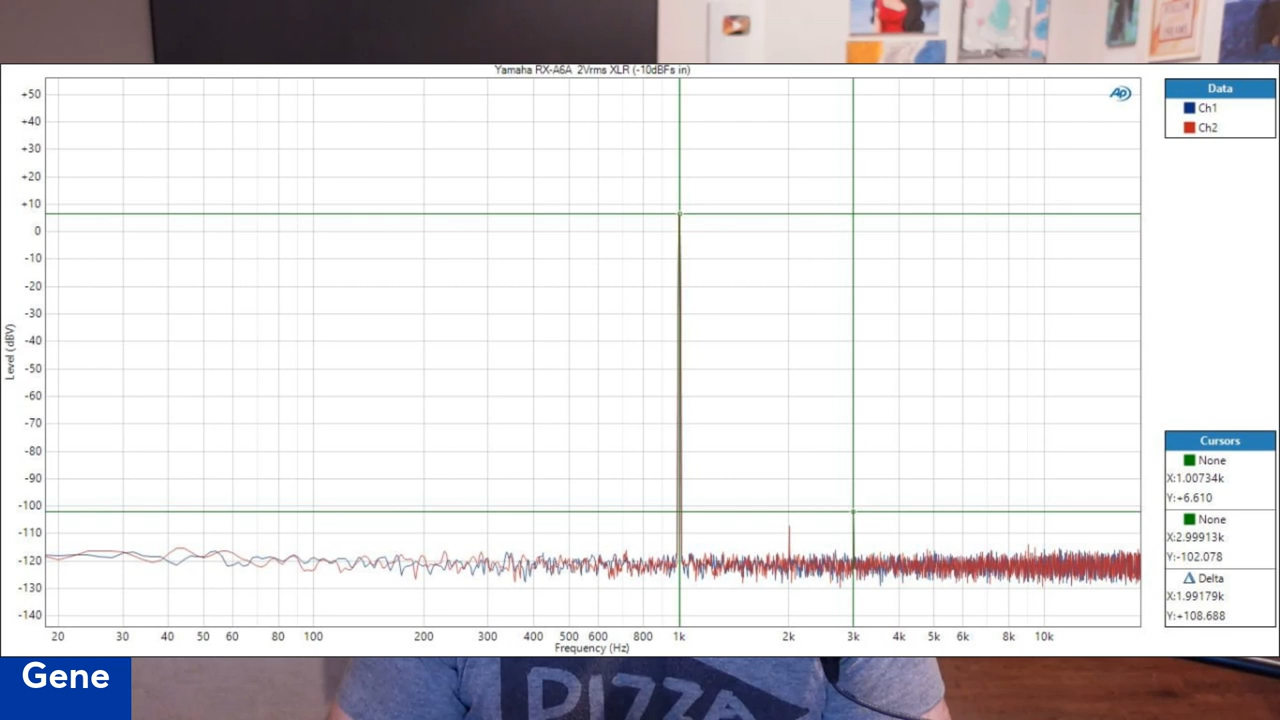 Yamaha RX-A6A 2Vrms XLR (-10dBFs in)
+50
+40
+30
+20
+10
0
-10
-20
-30
-40
-50
-60
-70
-80
-90
-100
-110
-120
-130
-140
Level (dBV)
20 30 40 50 60 80 100 200 300 400 500 600 800 1k 2k 3k 4k 5k 6k 8k 10k
Frequency (Hz)
AP
Data
Ch1
Ch2
Cursors
None
X:1.00734k
Y:+6.610
None
X:2.99913k
Y:-102.078
Delta
X:1.99179k
Y:+108.688
Gene
PIZZA